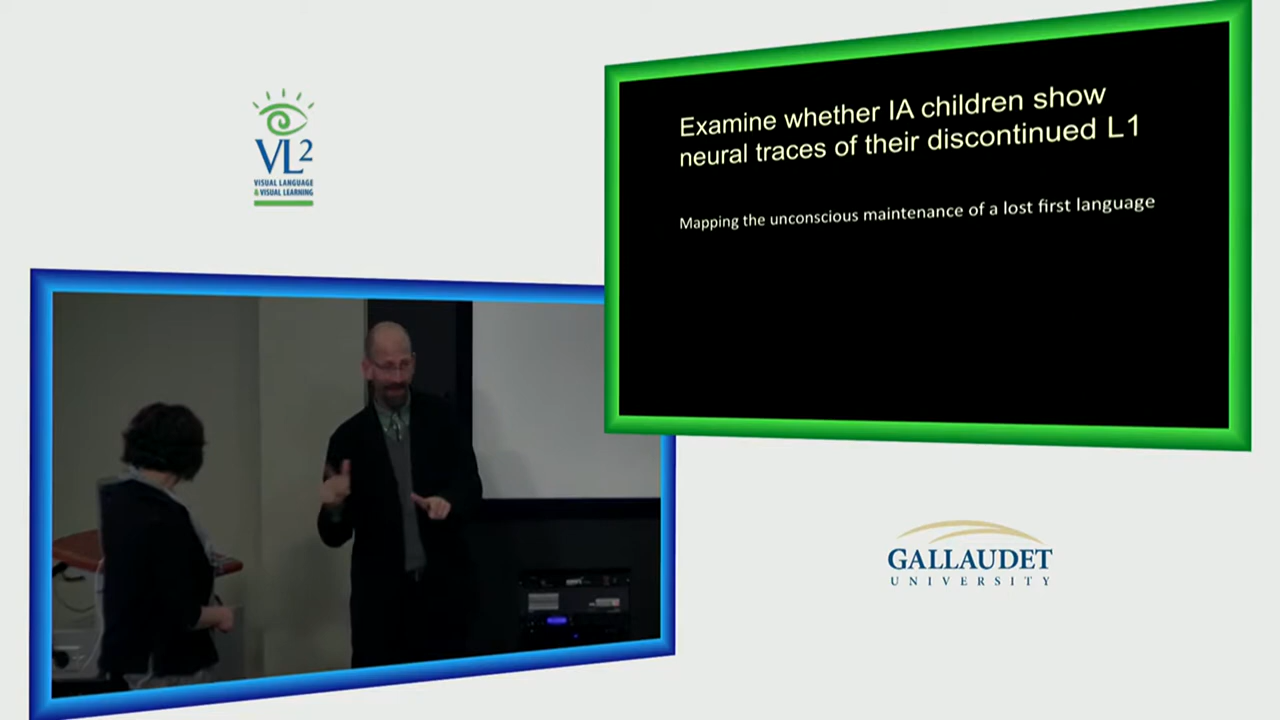 VL2
VISUAL LANGUAGE
& VISUAL LEARNING
Examine whether IA children show
neural traces of their discontinued L1
Mapping the unconscious maintenance of a lost first language
GALLAUDET
UNIVERSITY